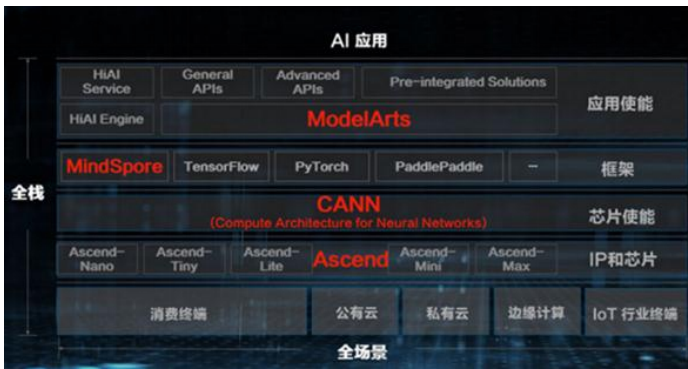 AI 应用
HiAI Service
General APIs
Advanced APIs
Pre-integrated Solutions
应用使能
HiAI Engine
ModelArts
MindSpore
TensorFlow
PyTorch
PaddlePaddle
...
框架
全栈
CANN
(Compute Architecture for Neural Networks)
芯片使能
Ascend-Nano
Ascend-Tiny
Ascend-Lite
Ascend
Ascend-Mini
Ascend-Max
IP和芯片
消费终端
公有云
私有云
边缘计算
IoT 行业终端
全场景